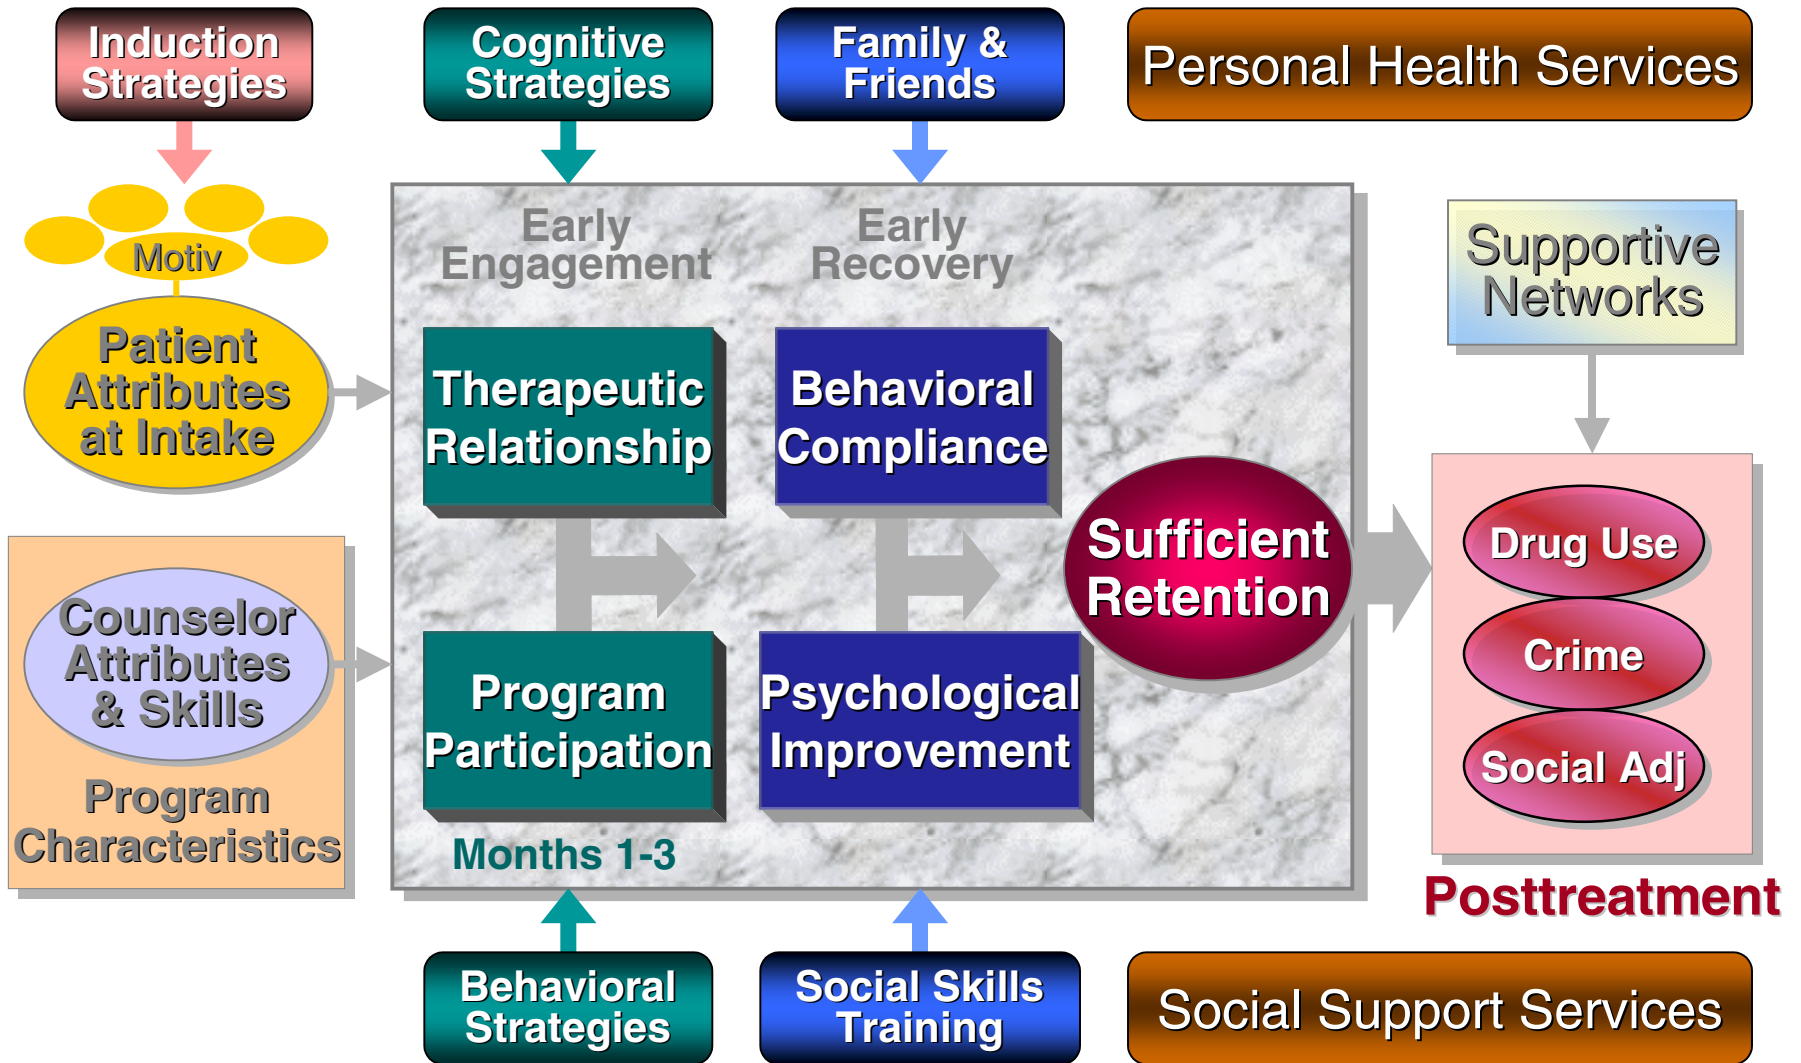 Induction
Strategies
Cognitive
Strategies
Family &
Friends
Personal Health Services
Motiv
Patient
Attributes
at Intake
Early
Engagement
Early
Recovery
Supportive
Networks
Therapeutic
Relationship
Behavioral
Compliance
Sufficient
Retention
Drug Use
Crime
Social Adj
Counselor
Attributes
& Skills
Program
Characteristics
Program
Participation
Psychological
Improvement
Months 1-3
Posttreatment
Behavioral
Strategies
Social Skills
Training
Social Support Services